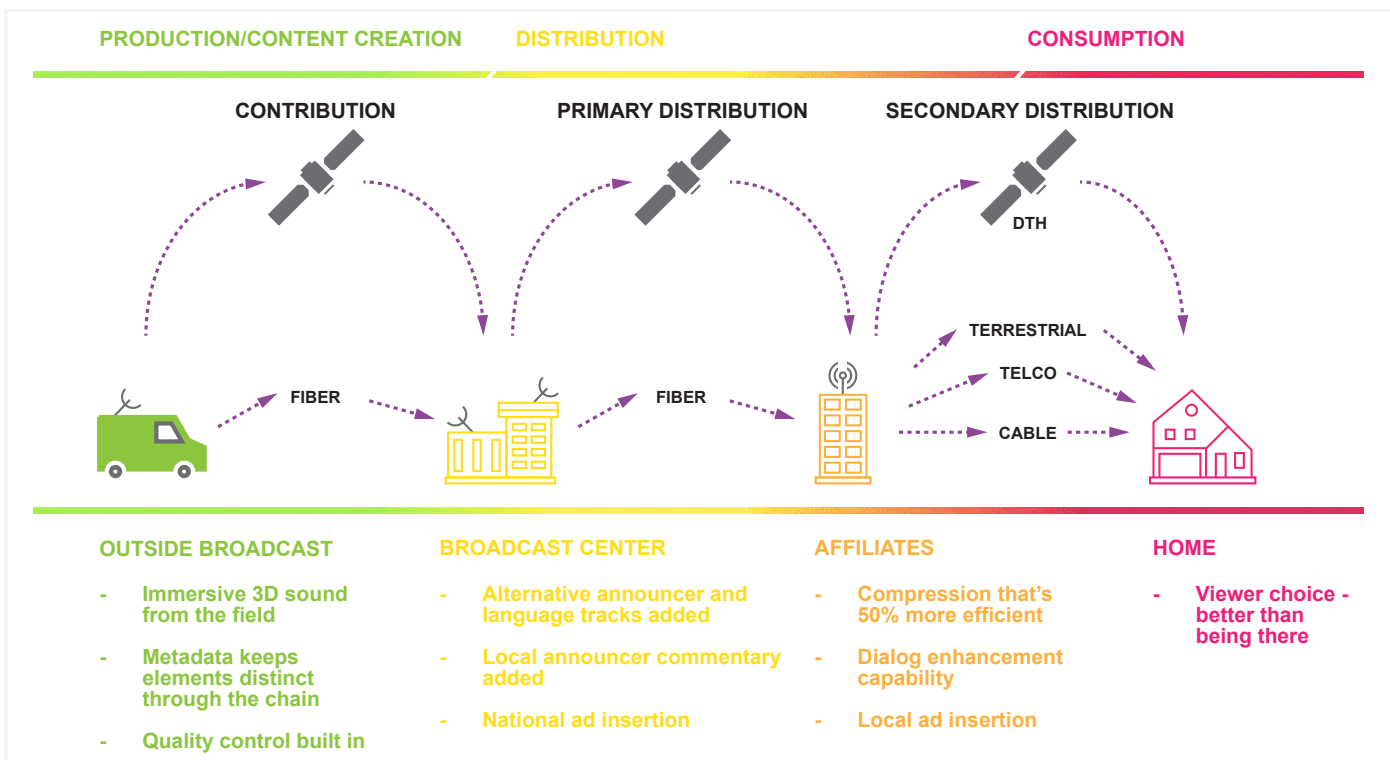 PRODUCTION/CONTENT CREATION
DISTRIBUTION
CONSUMPTION
CONTRIBUTION
PRIMARY DISTRIBUTION
SECONDARY DISTRIBUTION
DTH
TERRESTRIAL
TELCO
CABLE
FIBER
FIBER
OUTSIDE BROADCAST
- Immersive 3D sound
from the field
- Metadata keeps
elements distinct
through the chain
- Quality control built in
BROADCAST CENTER
- Alternative announcer and
language tracks added
- Local announcer commentary
added
- National ad insertion
AFFILIATES
- Compression that's
50% more efficient
- Dialog enhancement
capability
- Local ad insertion
HOME
- Viewer choice -
better than
being there